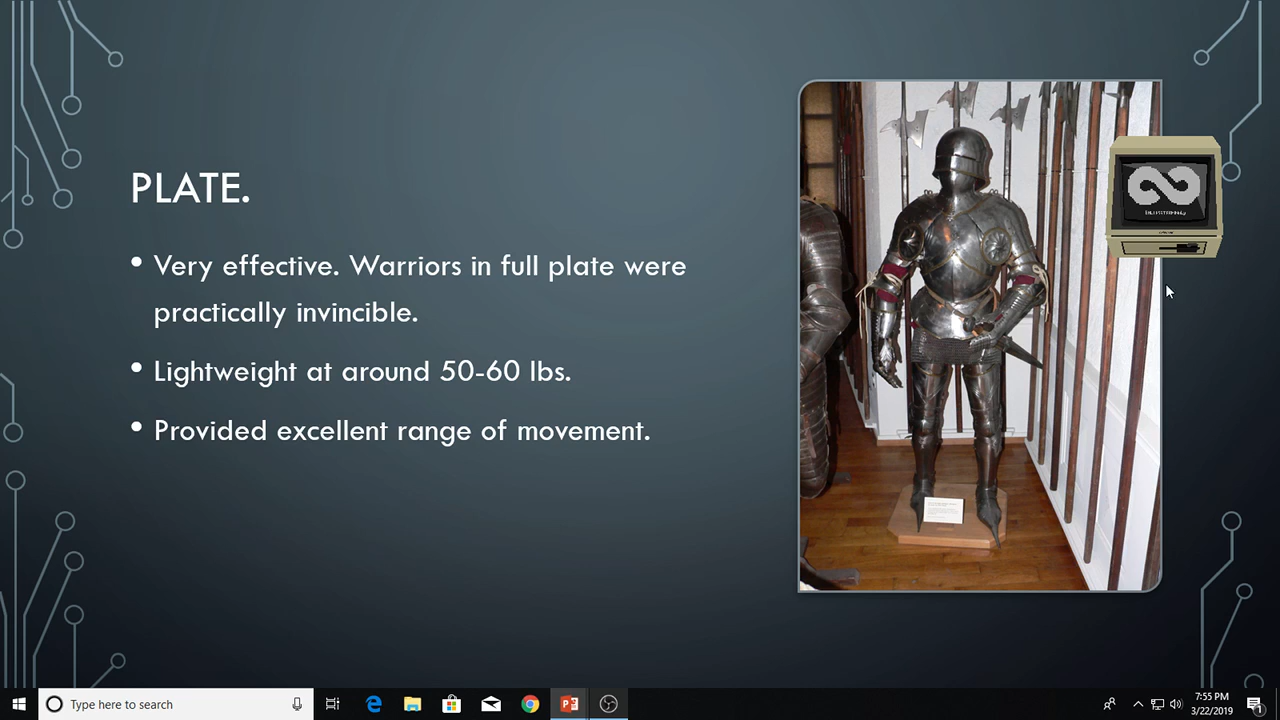 PLATE.
• Very effective. Warriors in full plate were
practically invincible.
• Lightweight at around 50-60 lbs.
• Provided excellent range of movement.
Type here to search
7:55 PM
3/22/2019